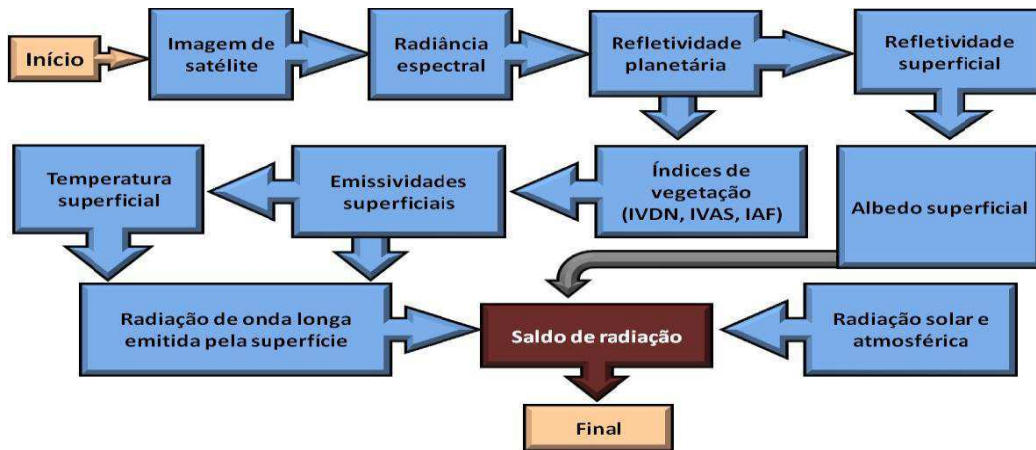 Início
Imagem de
satélite
Radiância
espectral
Refletividade
planetária
Refletividade
superficial
Temperatura
superficial
Emissividades
superficiais
Índices de
vegetação
(IVDN, IVAS, IAF)
Albedo superficial
Radiação de onda longa
emitida pela superfície
Saldo de radiação
Radiação solar e
atmosférica
Final